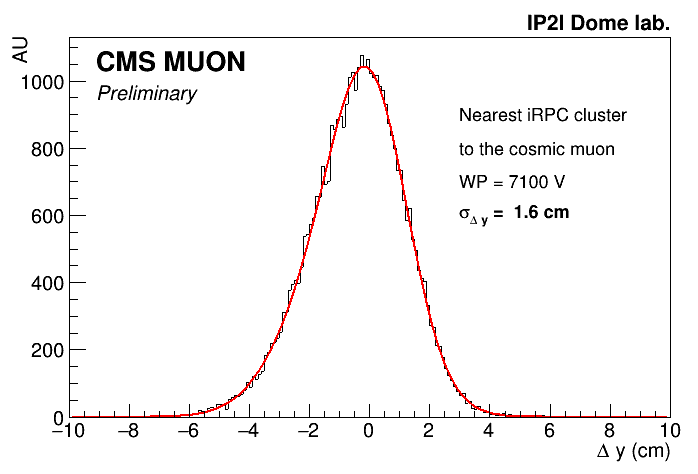 IP2I Dome lab.
AU
CMS MUON
Preliminary
Nearest iRPC cluster
to the cosmic muon
WP = 7100 V
σΔ y = 1.6 cm
1000
800
600
400
200
0
−10 −8 −6 −4 −2 0 2 4 6 8 10
Δ y (cm)